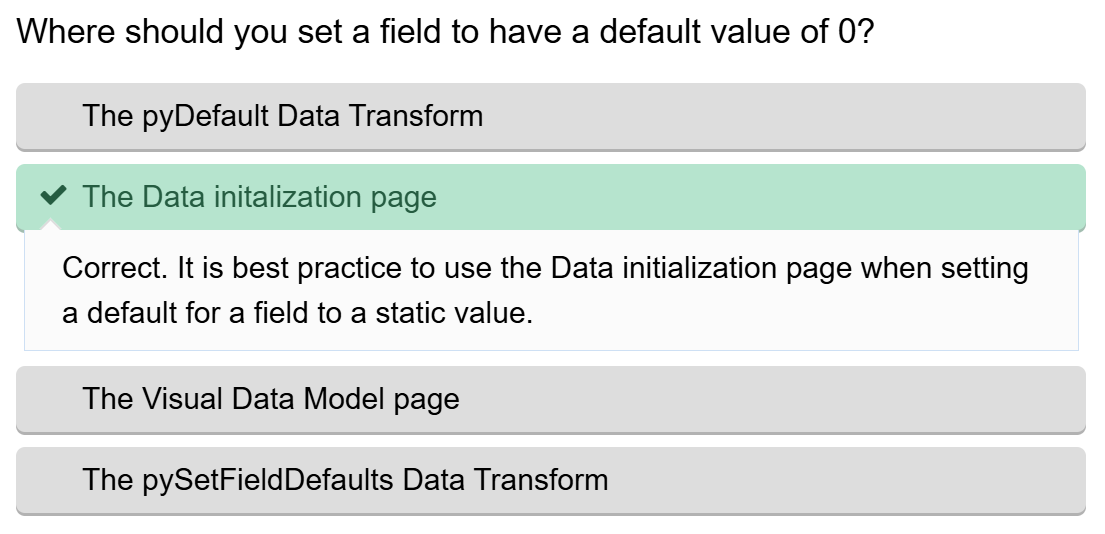 Where should you set a field to have a default value of 0?
The pyDefault Data Transform
The Data initalization page
Correct. It is best practice to use the Data initialization page when setting
a default for a field to a static value.
The Visual Data Model page
The pySetFieldDefaults Data Transform